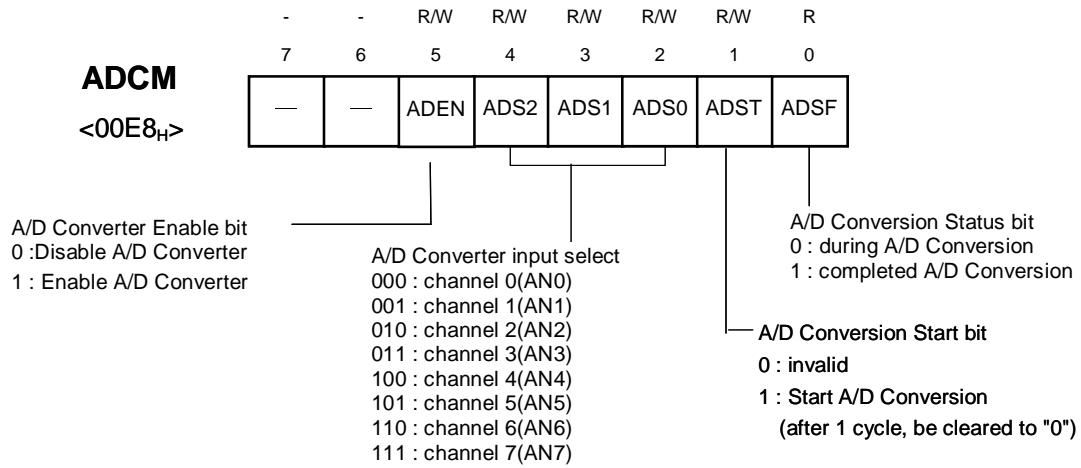 - - R/W R/W R/W R/W R/W R
7 6 5 4 3 2 1 0
ADCM
<00E8H>
— — ADEN ADS2 ADS1 ADS0 ADST ADSF
A/D Converter Enable bit
0 :Disable A/D Converter
1 : Enable A/D Converter
A/D Converter input select
000 : channel 0(AN0)
001 : channel 1(AN1)
010 : channel 2(AN2)
011 : channel 3(AN3)
100 : channel 4(AN4)
101 : channel 5(AN5)
110 : channel 6(AN6)
111 : channel 7(AN7)
A/D Conversion Status bit
0 : during A/D Conversion
1 : completed A/D Conversion
A/D Conversion Start bit
0 : invalid
1 : Start A/D Conversion
(after 1 cycle, be cleared to "0")